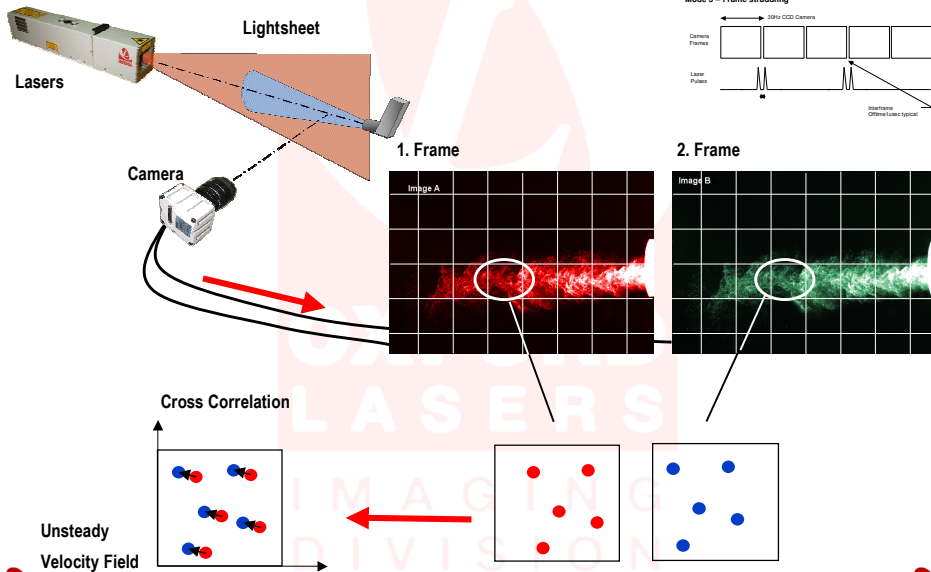 Mode 3 – Frame straddling
Lightsheet
30Hz CCD Camera
Camera
Frames
Lasers
Laser
Pulses
Interframe
Offtime1usec typical
1. Frame
2. Frame
Camera
Image A
Image B
OXFORD
LASERS
Cross Correlation
IMAGING
DIVISION
Unsteady
Velocity Field